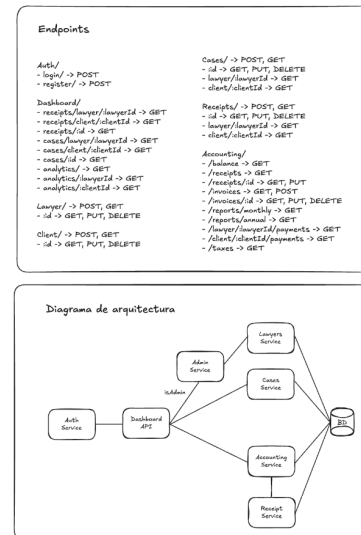 Endpoints
Auth/
- login/ -> POST
- register/ -> POST
Dashboard/
- receipts/lawyer/:lawyerId -> GET
- receipts/client/:clientId -> GET
- receipts/:id -> GET
- cases/lawyer/:lawyerId -> GET
- cases/client/:clientId -> GET
- cases/:id -> GET
- analytics/ -> GET
- analytics/:lawyerId -> GET
- analytics/:clientId -> GET
Lawyer/ -> POST, GET
- :id -> GET, PUT, DELETE
Client/ -> POST, GET
- :id -> GET, PUT, DELETE
Cases/ -> POST, GET
- :id -> GET, PUT, DELETE
- lawyer/:lawyerId -> GET
- client/:clientId -> GET
Receipts/ -> POST, GET
- :id -> GET, PUT, DELETE
- lawyer/:lawyerId -> GET
- client/:clientId -> GET
Accounting/
- /balance -> GET
- /receipts -> GET
- /receipts/:id -> GET, PUT
- /invoices -> GET, POST
- /invoices/:id -> GET, PUT, DELETE
- /reports/monthly -> GET
- /reports/annual -> GET
- /lawyer/:lawyerId/payments -> GET
- /client/:clientId/payments -> GET
- /taxes -> GET
Diagrama de arquitectura
Lawyers
Service
Admin
Service
isAdmin
Cases
Service
Auth
Service
Dashboard
API
BD
Accounting
Service
Receipt
Service